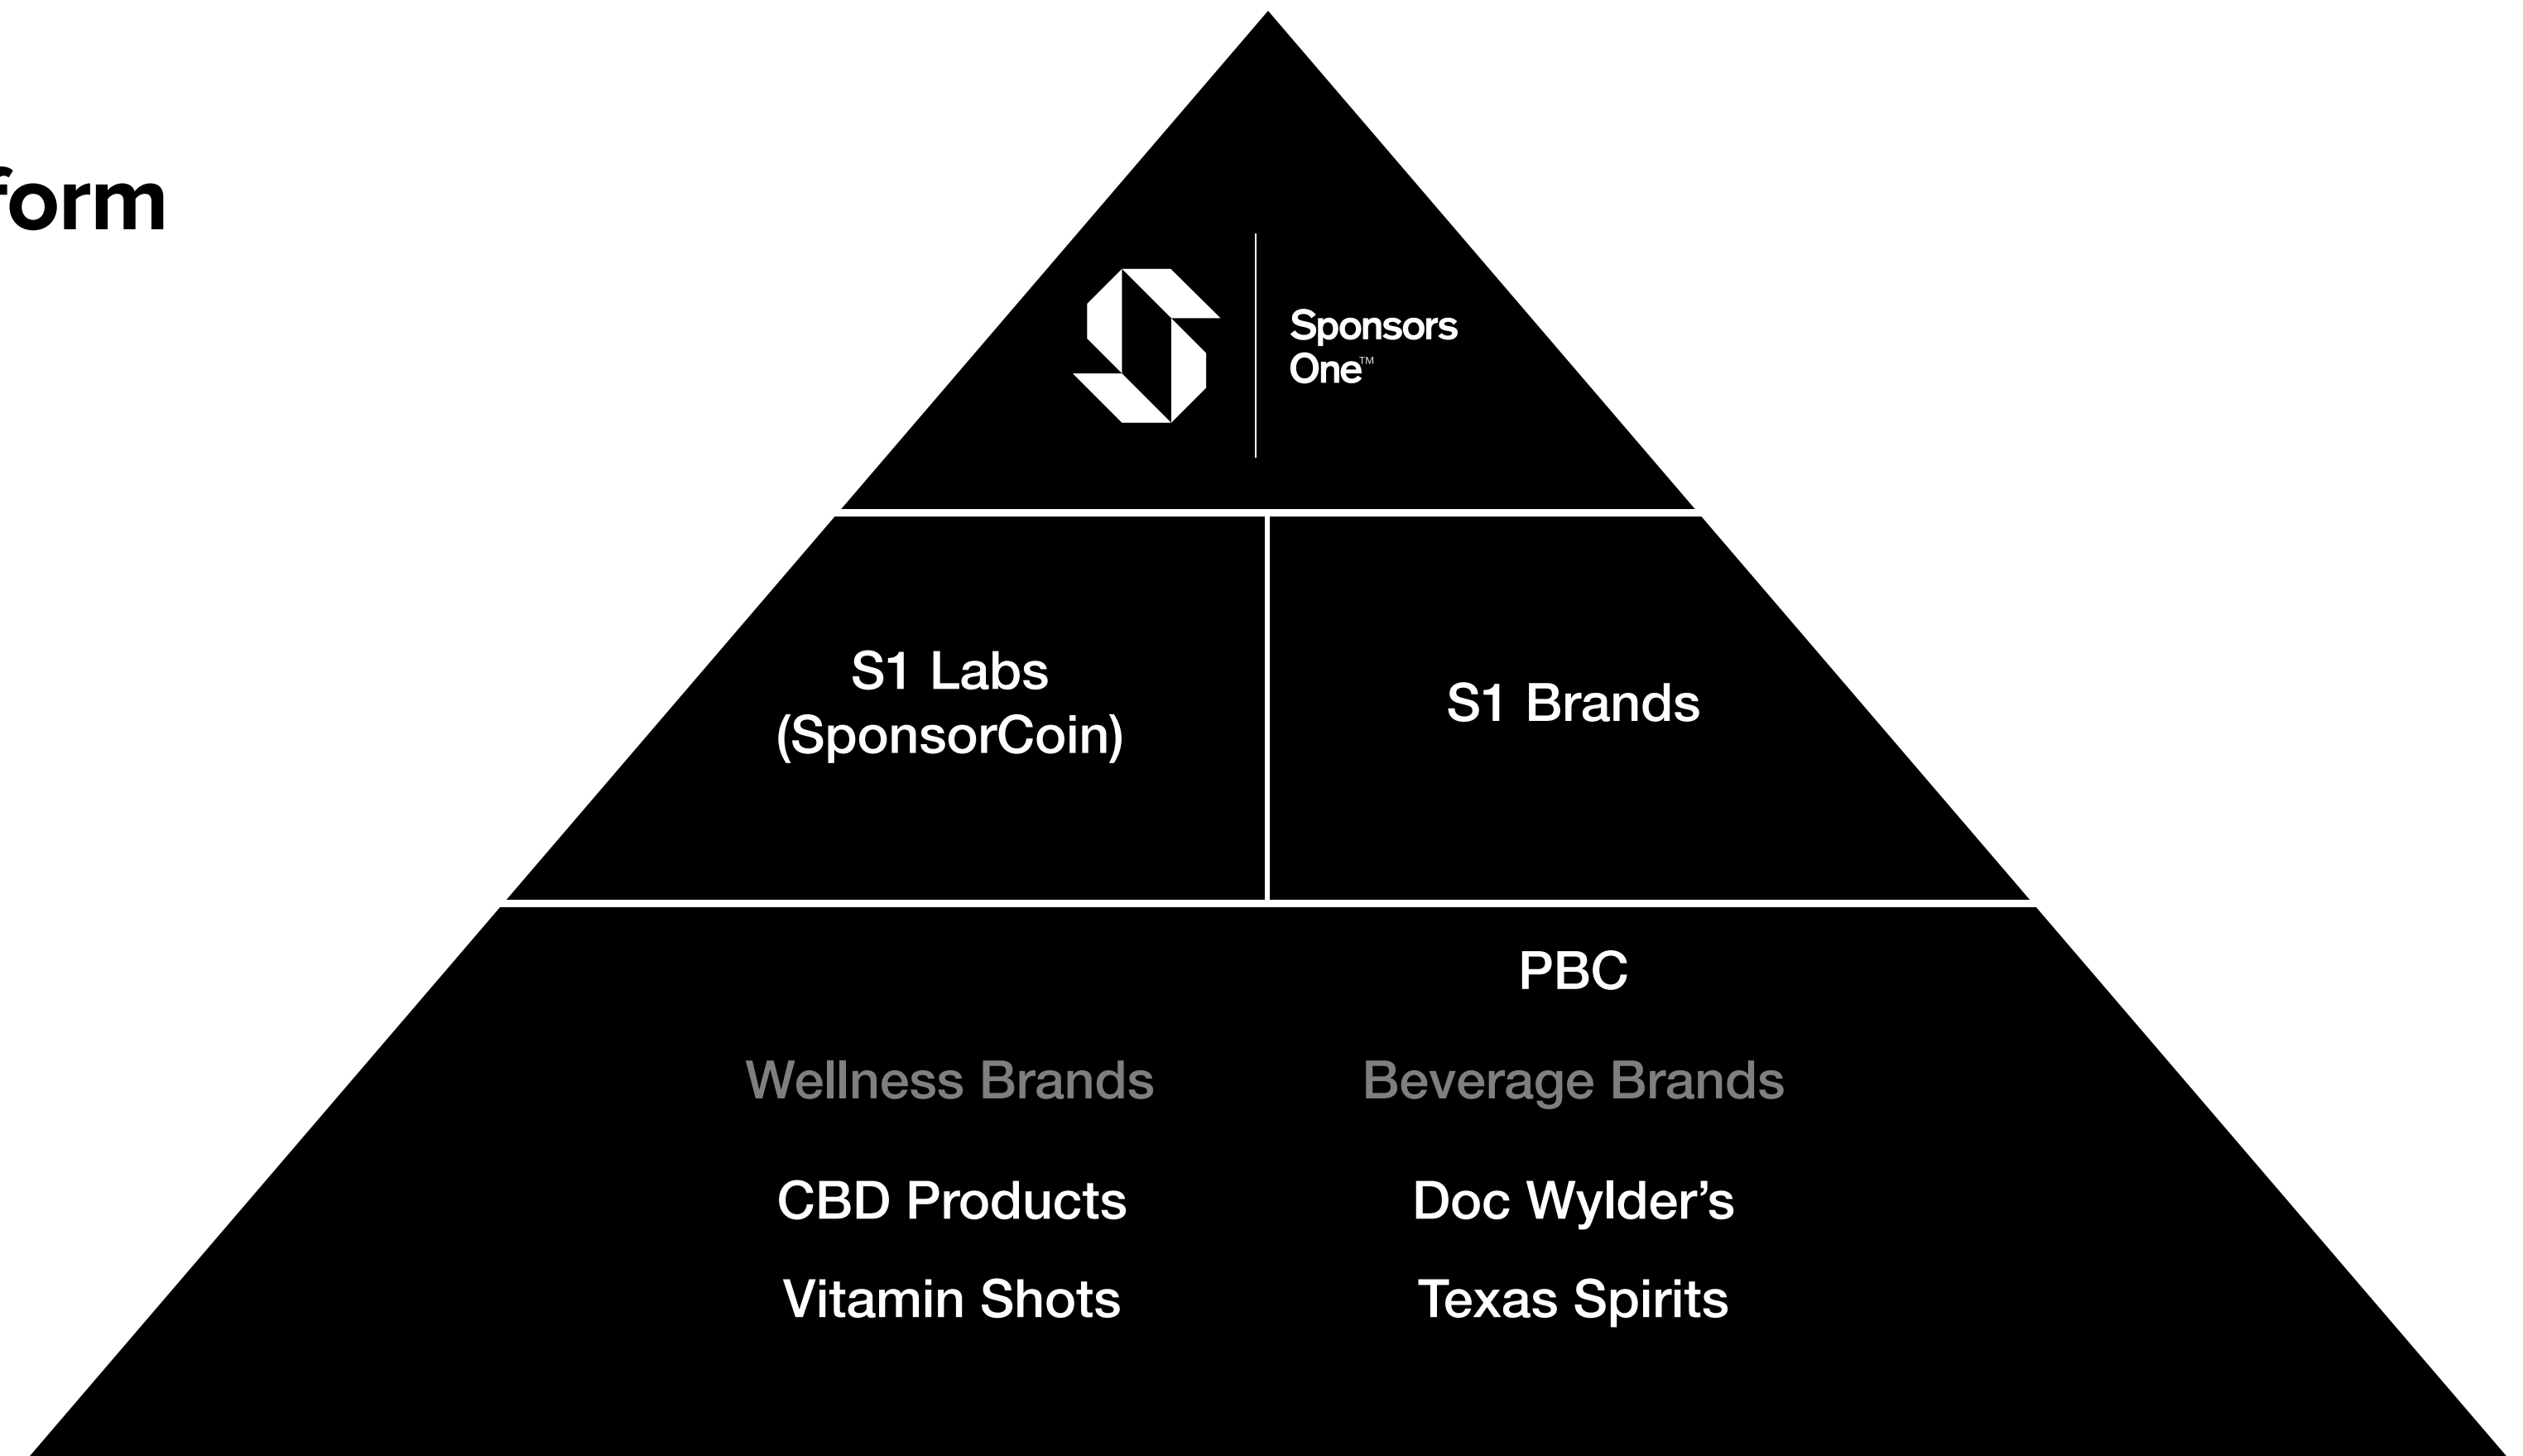 form
Sponsors
One™
S1 Labs
(SponsorCoin)
S1 Brands
PBC
Wellness Brands
Beverage Brands
CBD Products
Doc Wylder’s
Vitamin Shots
Texas Spirits